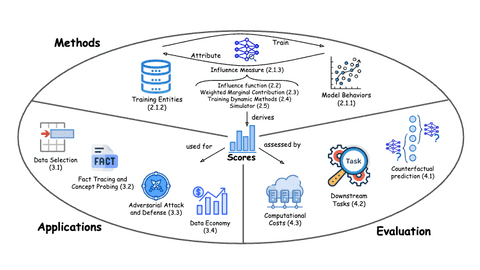 Methods
Train
Attribute
Influence Measure (2.1.3)
Training Entities
(2.1.2)
Influence function (2.2)
Weighted Marginal Contribution (2.3)
Training Dynamic Methods (2.4)
Simulator (2.5)
Model Behaviors
(2.1.1)
derives
Scores
used for
assessed by
Data Selection
(3.1)
FACT
Fact Tracing and
Concept Probing (3.2)
Adversarial Attack
and Defense (3.3)
Data Economy
(3.4)
Applications
Computational
Costs (4.3)
Task
Downstream
Tasks (4.2)
?
?
Counterfactual
prediction (4.1)
Evaluation